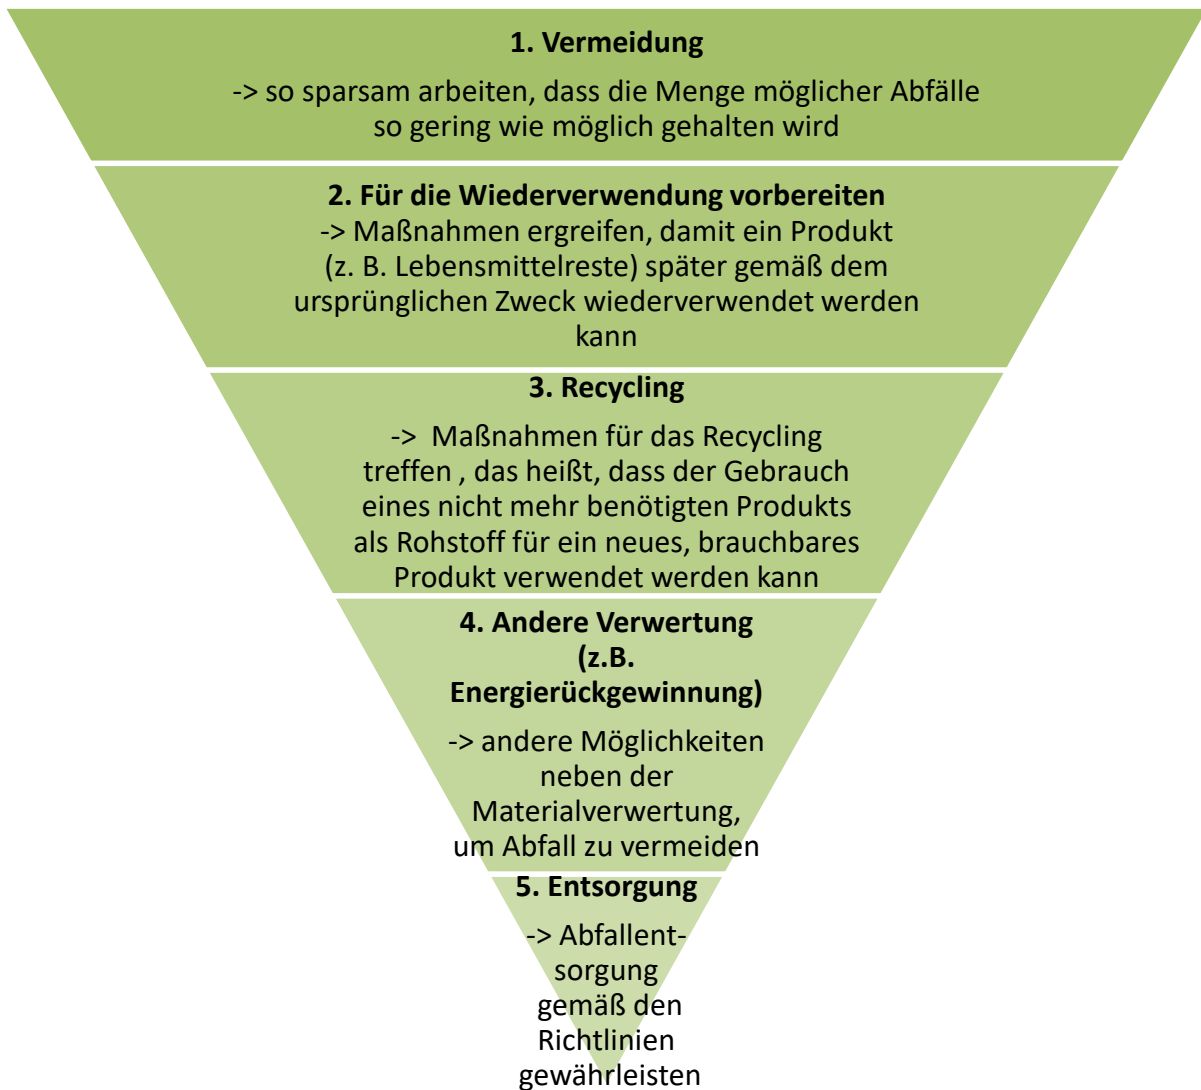 1. Vermeidung
-> so sparsam arbeiten, dass die Menge möglicher Abfälle
so gering wie möglich gehalten wird
2. Für die Wiederverwendung vorbereiten
-> Maßnahmen ergreifen, damit ein Produkt
(z. B. Lebensmittelreste) später gemäß dem
ursprünglichen Zweck wiederverwendet werden
kann
3. Recycling
-> Maßnahmen für das Recycling
treffen , das heißt, dass der Gebrauch
eines nicht mehr benötigten Produkts
als Rohstoff für ein neues, brauchbares
Produkt verwendet werden kann
4. Andere Verwertung
(z.B.
Energierückgewinnung)
-> andere Möglichkeiten
neben der
Materialverwertung,
um Abfall zu vermeiden
5. Entsorgung
-> Abfallent-
sorgung
gemäß den
Richtlinien
gewährleisten